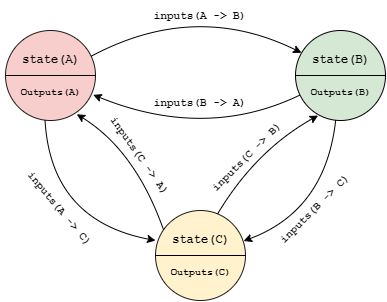 inputs(A -> B)
state(A)
Outputs(A)
state(B)
Outputs(B)
inputs(B -> A)
inputs(C -> A)
inputs(C -> B)
inputs(A -> C)
inputs(B -> C)
state(C)
Outputs(C)